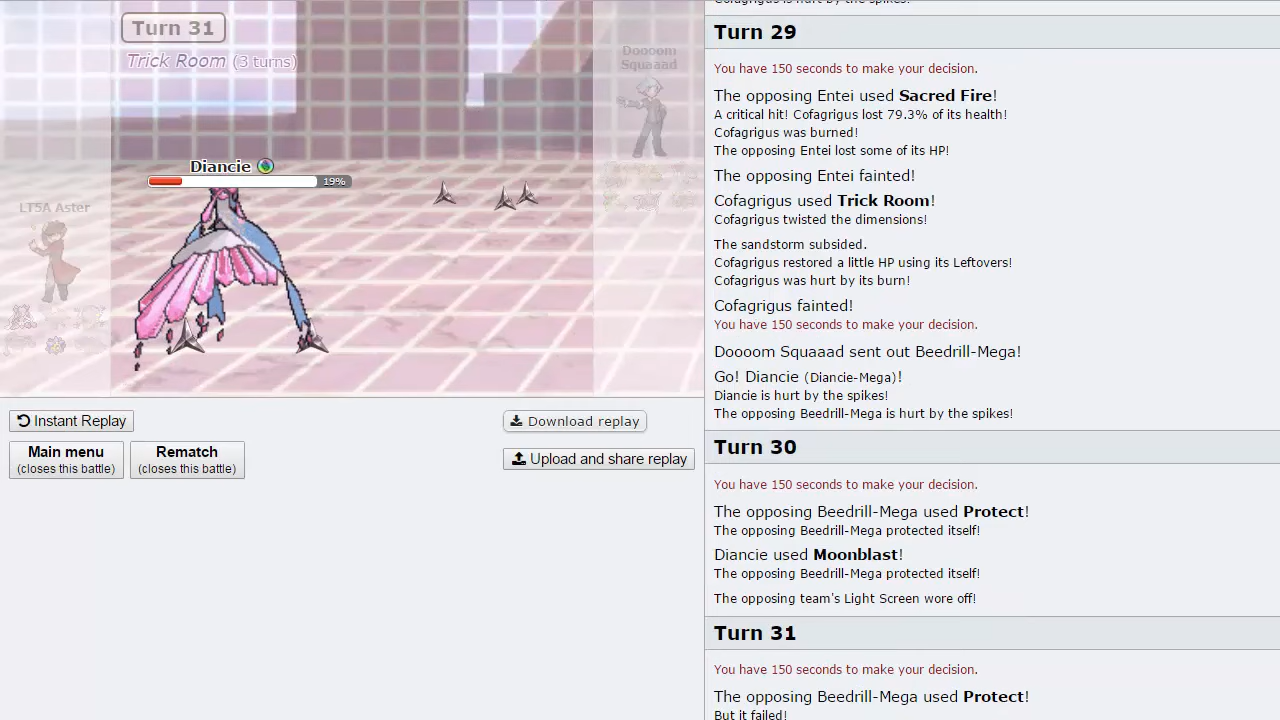 Turn 31
Trick Room (3 turns)
Doooom
Squaaad
Diancie
19%
LT5A Aster
Instant Replay
Download replay
Main menu
(closes this battle)
Rematch
(closes this battle)
Upload and share replay
Turn 29
You have 150 seconds to make your decision.
The opposing Entei used Sacred Fire!
A critical hit! Cofagrigus lost 79.3% of its health!
Cofagrigus was burned!
The opposing Entei lost some of its HP!
The opposing Entei fainted!
Cofagrigus used Trick Room!
Cofagrigus twisted the dimensions!
The sandstorm subsided.
Cofagrigus restored a little HP using its Leftovers!
Cofagrigus was hurt by its burn!
Cofagrigus fainted!
You have 150 seconds to make your decision.
Doooom Squaaad sent out Beedrill-Mega!
Go! Diancie (Diancie-Mega)!
Diancie is hurt by the spikes!
The opposing Beedrill-Mega is hurt by the spikes!
Turn 30
You have 150 seconds to make your decision.
The opposing Beedrill-Mega used Protect!
The opposing Beedrill-Mega protected itself!
Diancie used Moonblast!
The opposing Beedrill-Mega protected itself!
The opposing team's Light Screen wore off!
Turn 31
You have 150 seconds to make your decision.
The opposing Beedrill-Mega used Protect!
But it failed!